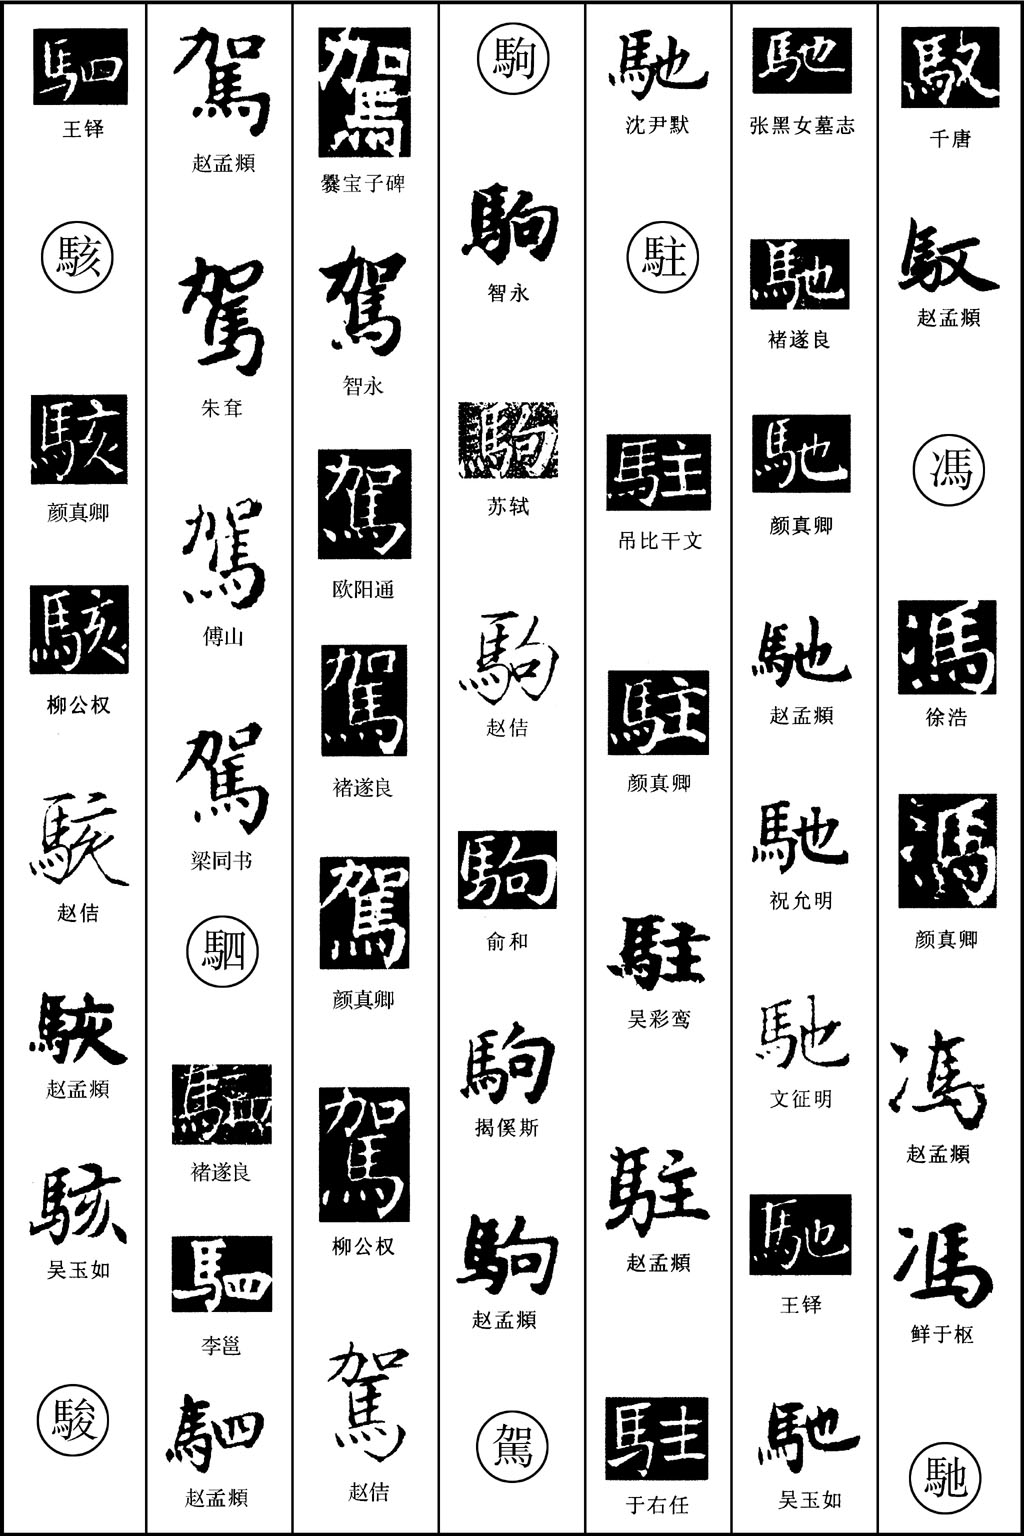 馭
千唐
馭
赵孟頫
馮
馮
徐浩
馮
颜真卿
馮
赵孟頫
馮
鲜于枢
馳
馳
张黑女墓志
馳
褚遂良
馳
颜真卿
馳
赵孟頫
馳
祝允明
馳
文征明
馳
王铎
馳
吴玉如
馳
沈尹默
駐
駐
吊比干文
駐
颜真卿
駐
吴彩鸾
駐
赵孟頫
駐
于右任
駒
駒
智永
駒
苏轼
駒
赵佶
駒
俞和
駒
揭傒斯
駒
赵孟頫
駕
駕
爨宝子碑
駕
智永
駕
欧阳通
駕
褚遂良
駕
颜真卿
駕
柳公权
駕
赵佶
駕
赵孟頫
駕
朱耷
駕
傅山
駕
梁同书
駟
駟
褚遂良
駟
李邕
駟
赵孟頫
駟
王铎
駭
駭
颜真卿
駭
柳公权
駭
赵佶
駭
赵孟頫
駭
吴玉如
駿